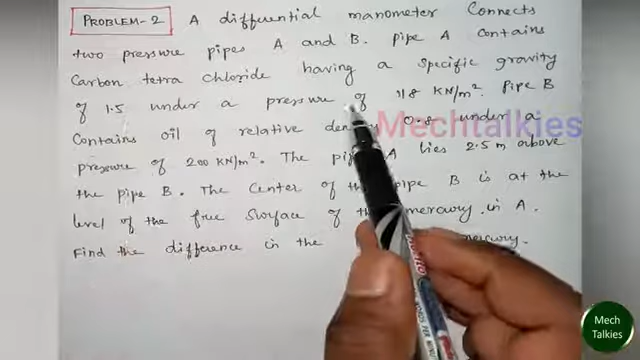 PROBLEM-2 A differential manometer Connects
two pressure pipes A and B. Pipe A Contains
Carbon tetra chloride having a specific gravity
of 1.5 under a pressure of 118 KN/m². Pipe B
Contains oil of relative 0.8 under a
pressure of 200 KN/m². The A lies 2.5 m above
the pipe B. The Center of the pipe B is at the
level of the free Surface of the mercury in A.
Find the difference in the mercury.
Mechtalkies
Mech
Talkies